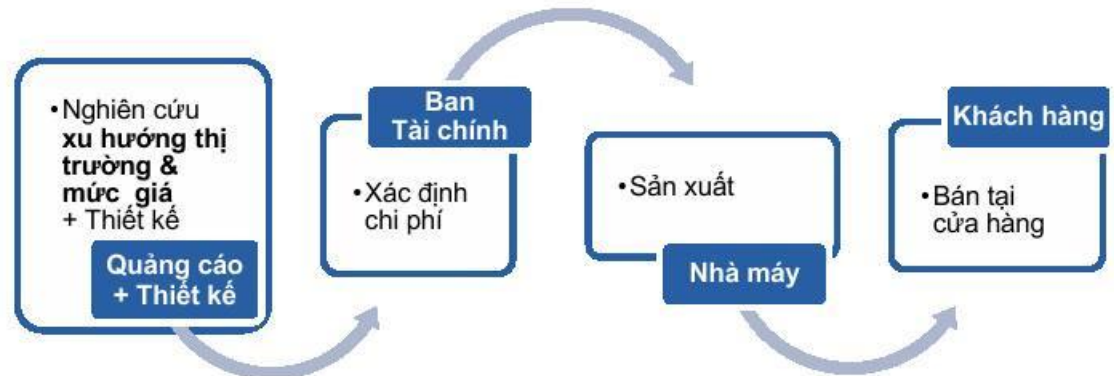 •Nghiên cứu
xu hướng thị
trường &
mức giá
+ Thiết kế
Quảng cáo
+ Thiết kế
Ban
Tài chính
•Xác định
chi phí
•Sản xuất
Nhà máy
Khách hàng
•Bán tại
cửa hàng